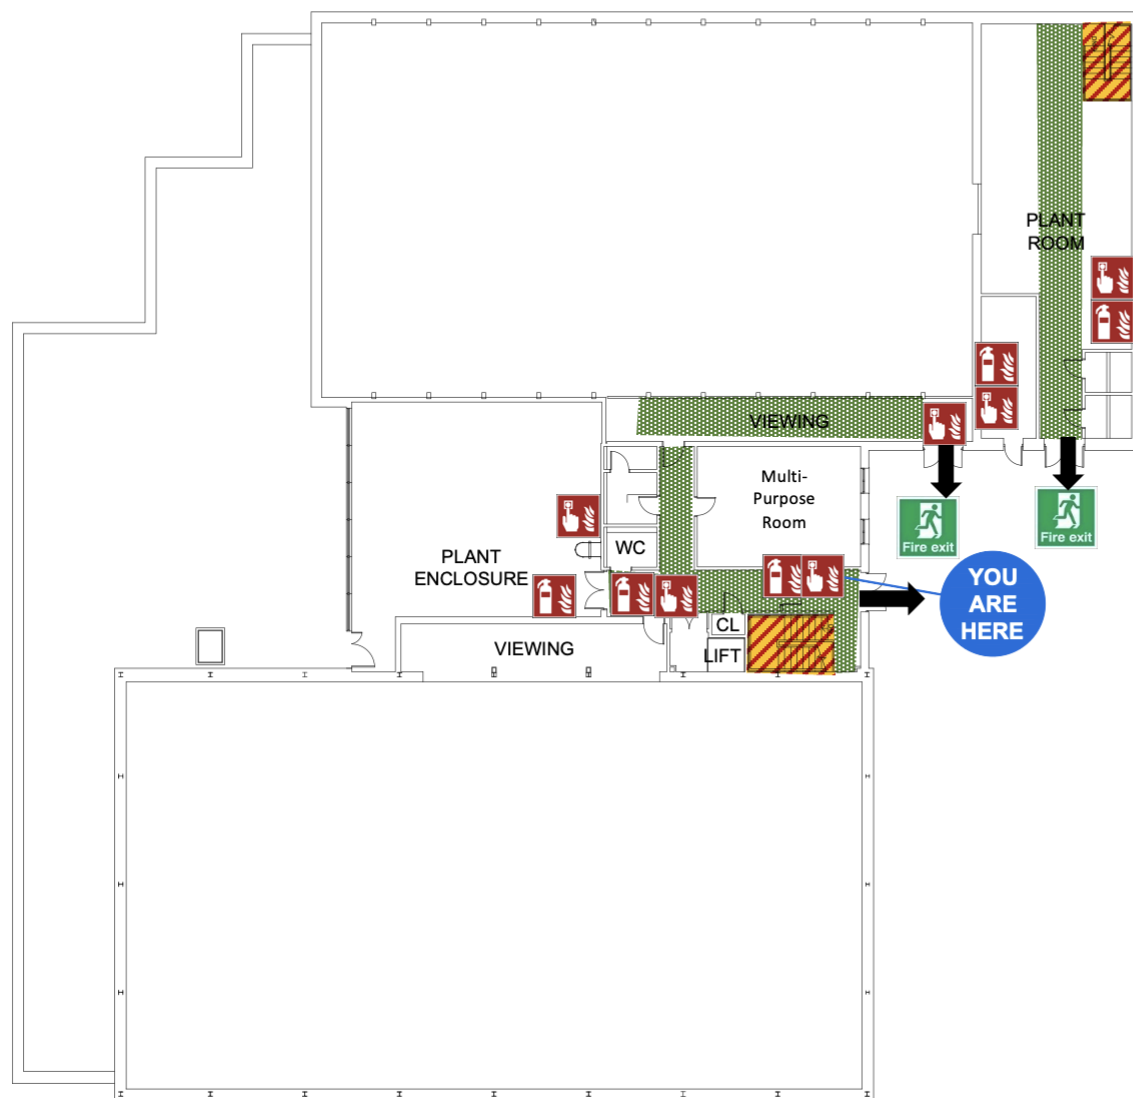 PLANT
ROOM
VIEWING
Multi-
Purpose
Room
Fire exit
Fire exit
WC
PLANT
ENCLOSURE
YOU
ARE
HERE
CL
VIEWING
LIFT